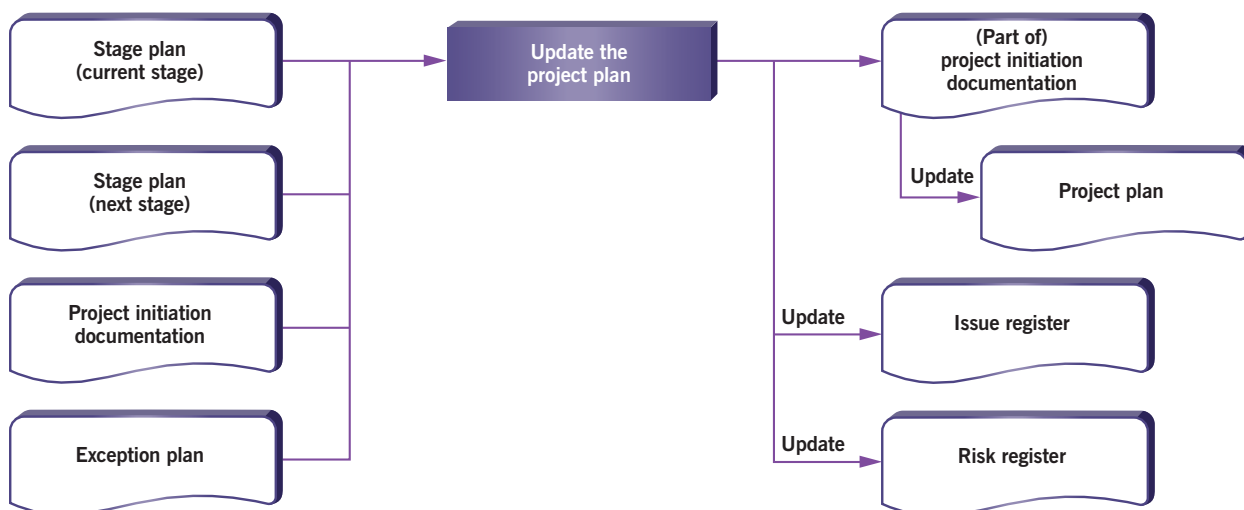 Stage plan
(current stage)
Stage plan
(next stage)
Project initiation
documentation
Exception plan
Update the
project plan
(Part of)
project initiation
documentation
Update
Project plan
Update
Issue register
Update
Risk register